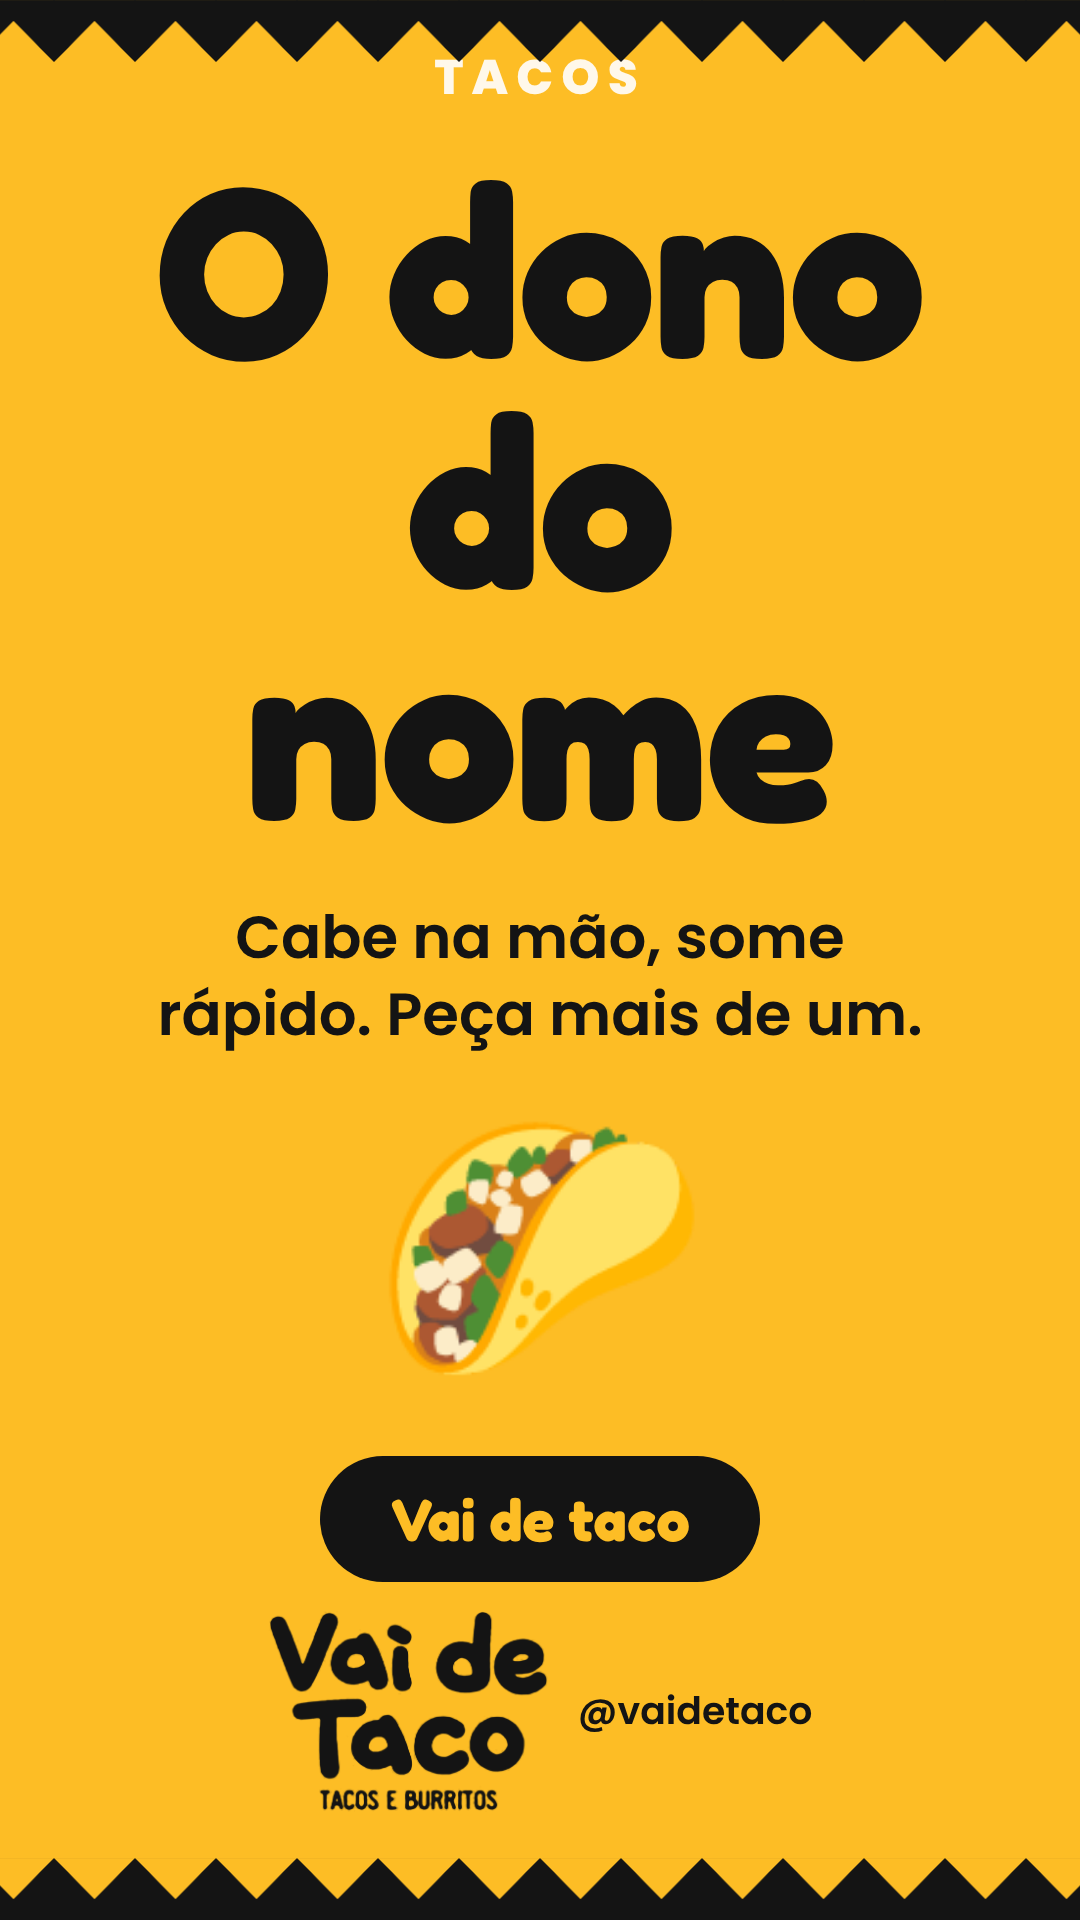 TACOS
O dono
do
nome
Cabe na mão, some
rápido. Peça mais de um.
Vai de taco
Vai de
Taco
TACOS E BURRITOS
@vaidetaco